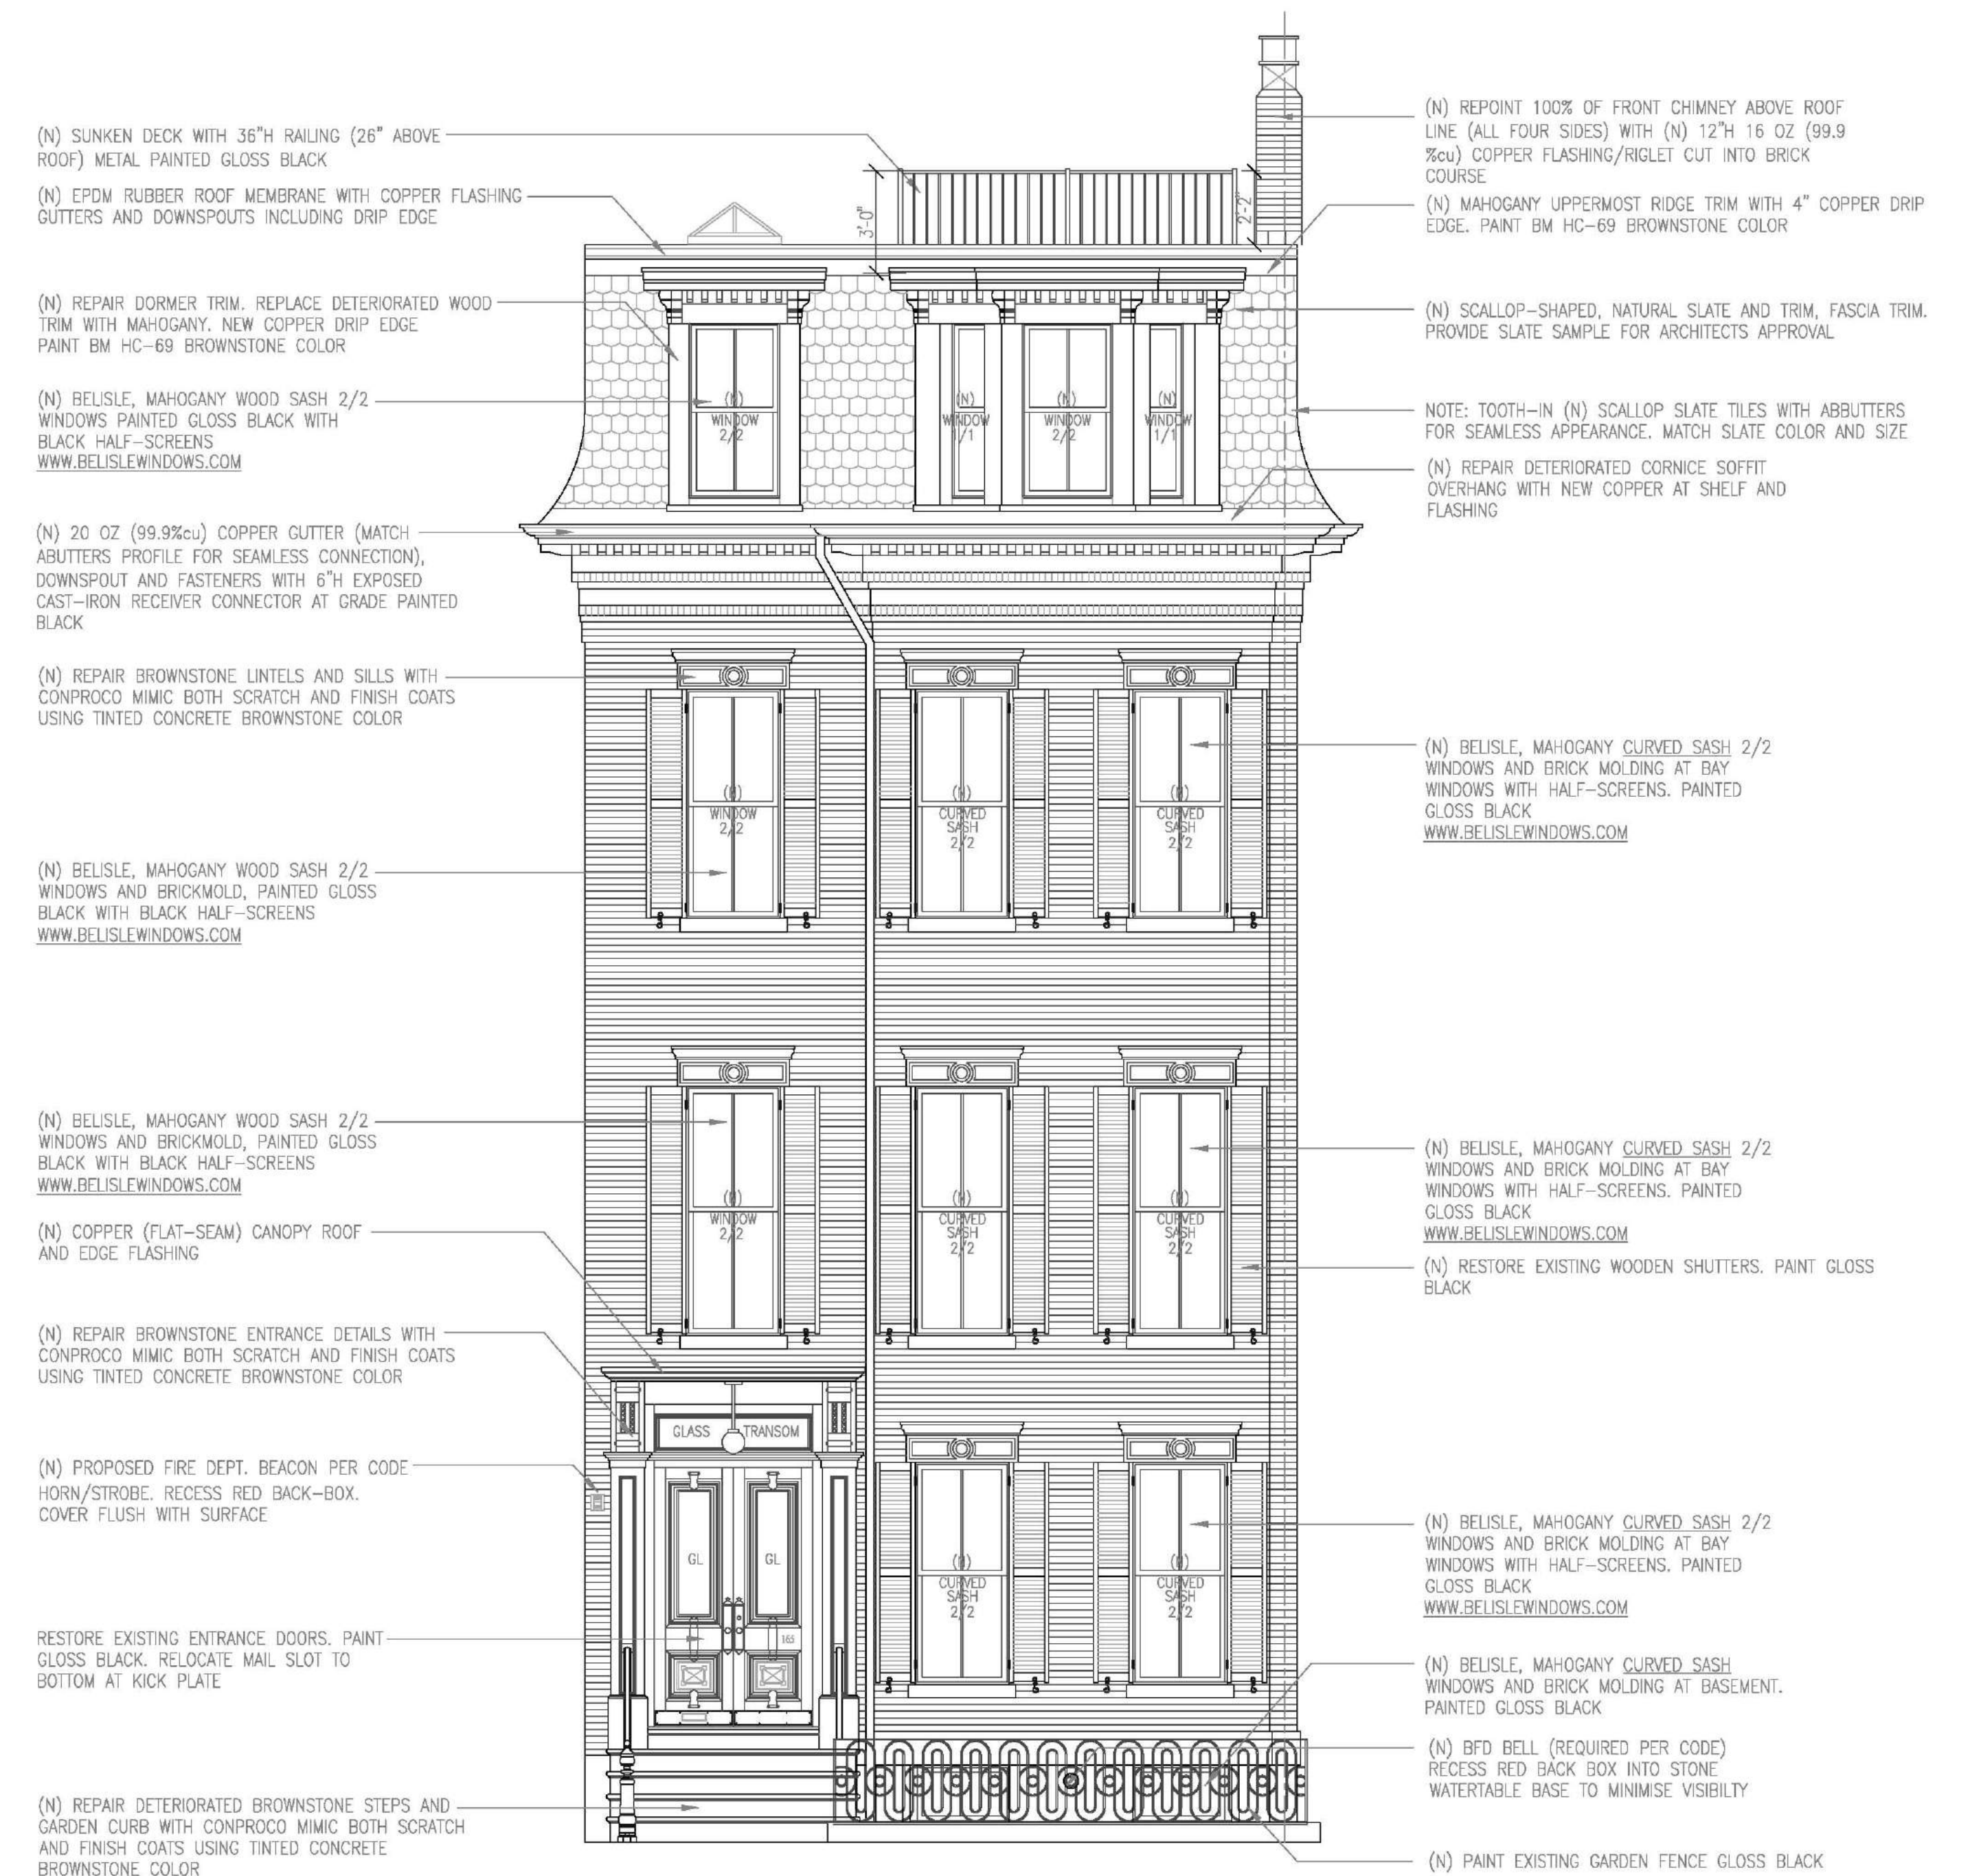 (N) SUNKEN DECK WITH 36"H RAILING (26" ABOVE
ROOF) METAL PAINTED GLOSS BLACK
(N) EPDM RUBBER ROOF MEMBRANE WITH COPPER FLASHING
GUTTERS AND DOWNSPOUTS INCLUDING DRIP EDGE
(N) REPAIR DORMER TRIM. REPLACE DETERIORATED WOOD
TRIM WITH MAHOGANY. NEW COPPER DRIP EDGE
PAINT BM HC-69 BROWNSTONE COLOR
(N) BELISLE, MAHOGANY WOOD SASH 2/2
WINDOWS PAINTED GLOSS BLACK WITH
BLACK HALF-SCREENS
WWW.BELISLEWINDOWS.COM
(N) 20 OZ (99.9%cu) COPPER GUTTER (MATCH
ABUTTERS PROFILE FOR SEAMLESS CONNECTION),
DOWNSPOUT AND FASTENERS WITH 6"H EXPOSED
CAST-IRON RECEIVER CONNECTOR AT GRADE PAINTED
BLACK
(N) REPAIR BROWNSTONE LINTELS AND SILLS WITH
CONPROCO MIMIC BOTH SCRATCH AND FINISH COATS
USING TINTED CONCRETE BROWNSTONE COLOR
(N) BELISLE, MAHOGANY WOOD SASH 2/2
WINDOWS AND BRICKMOLD, PAINTED GLOSS
BLACK WITH BLACK HALF-SCREENS
WWW.BELISLEWINDOWS.COM
(N) BELISLE, MAHOGANY WOOD SASH 2/2
WINDOWS AND BRICKMOLD, PAINTED GLOSS
BLACK WITH BLACK HALF-SCREENS
WWW.BELISLEWINDOWS.COM
(N) COPPER (FLAT-SEAM) CANOPY ROOF
AND EDGE FLASHING
(N) REPAIR BROWNSTONE ENTRANCE DETAILS WITH
CONPROCO MIMIC BOTH SCRATCH AND FINISH COATS
USING TINTED CONCRETE BROWNSTONE COLOR
(N) PROPOSED FIRE DEPT. BEACON PER CODE
HORN/STROBE. RECESS RED BACK-BOX.
COVER FLUSH WITH SURFACE
RESTORE EXISTING ENTRANCE DOORS. PAINT
GLOSS BLACK. RELOCATE MAIL SLOT TO
BOTTOM AT KICK PLATE
(N) REPAIR DETERIORATED BROWNSTONE STEPS AND
GARDEN CURB WITH CONPROCO MIMIC BOTH SCRATCH
AND FINISH COATS USING TINTED CONCRETE
BROWNSTONE COLOR
3'-0"
2'-2"
(N)
WINDOW
2/2
(N)
WINDOW
1/1
(N)
WINDOW
2/2
(N)
WINDOW
1/1
(N)
WINDOW
2/2
(N)
CURVED
SASH
2/2
(N)
CURVED
SASH
2/2
(N)
WINDOW
2/2
(N)
CURVED
SASH
2/2
(N)
CURVED
SASH
2/2
GLASS TRANSOM
GL
GL
165
(N)
CURVED
SASH
2/2
(N)
CURVED
SASH
2/2
(N) REPOINT 100% OF FRONT CHIMNEY ABOVE ROOF
LINE (ALL FOUR SIDES) WITH (N) 12"H 16 OZ (99.9
%cu) COPPER FLASHING/RIGLET CUT INTO BRICK
COURSE
(N) MAHOGANY UPPERMOST RIDGE TRIM WITH 4" COPPER DRIP
EDGE. PAINT BM HC-69 BROWNSTONE COLOR
(N) SCALLOP-SHAPED, NATURAL SLATE AND TRIM, FASCIA TRIM.
PROVIDE SLATE SAMPLE FOR ARCHITECTS APPROVAL
NOTE: TOOTH-IN (N) SCALLOP SLATE TILES WITH ABBUTTERS
FOR SEAMLESS APPEARANCE. MATCH SLATE COLOR AND SIZE
(N) REPAIR DETERIORATED CORNICE SOFFIT
OVERHANG WITH NEW COPPER AT SHELF AND
FLASHING
(N) BELISLE, MAHOGANY CURVED SASH 2/2
WINDOWS AND BRICK MOLDING AT BAY
WINDOWS WITH HALF-SCREENS. PAINTED
GLOSS BLACK
WWW.BELISLEWINDOWS.COM
(N) BELISLE, MAHOGANY CURVED SASH 2/2
WINDOWS AND BRICK MOLDING AT BAY
WINDOWS WITH HALF-SCREENS. PAINTED
GLOSS BLACK
WWW.BELISLEWINDOWS.COM
(N) RESTORE EXISTING WOODEN SHUTTERS. PAINT GLOSS
BLACK
(N) BELISLE, MAHOGANY CURVED SASH 2/2
WINDOWS AND BRICK MOLDING AT BAY
WINDOWS WITH HALF-SCREENS. PAINTED
GLOSS BLACK
WWW.BELISLEWINDOWS.COM
(N) BELISLE, MAHOGANY CURVED SASH
WINDOWS AND BRICK MOLDING AT BASEMENT.
PAINTED GLOSS BLACK
(N) BFD BELL (REQUIRED PER CODE)
RECESS RED BACK BOX INTO STONE
WATERTABLE BASE TO MINIMISE VISIBILTY
(N) PAINT EXISTING GARDEN FENCE GLOSS BLACK